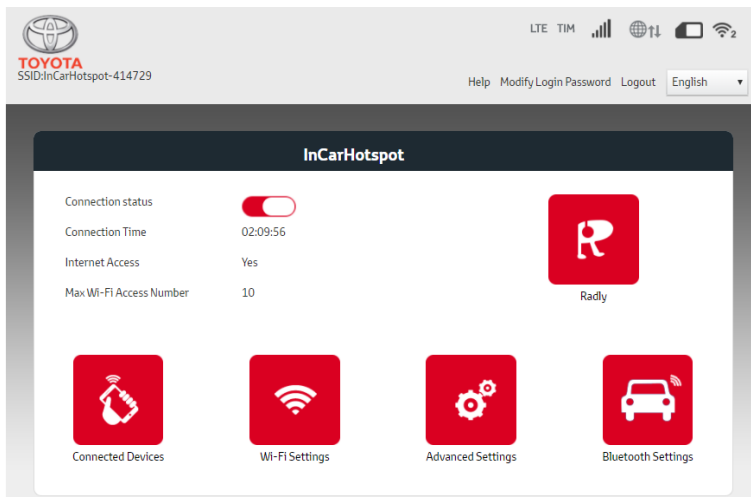 LTE TIM 2
TOYOTA
SSID:InCarHotspot-414729
Help Modify Login Password Logout English
InCarHotspot
Connection status
Connection Time 02:09:56
Internet Access Yes
Max Wi-Fi Access Number 10
R
Radly
Connected Devices Wi-Fi Settings Advanced Settings Bluetooth Settings